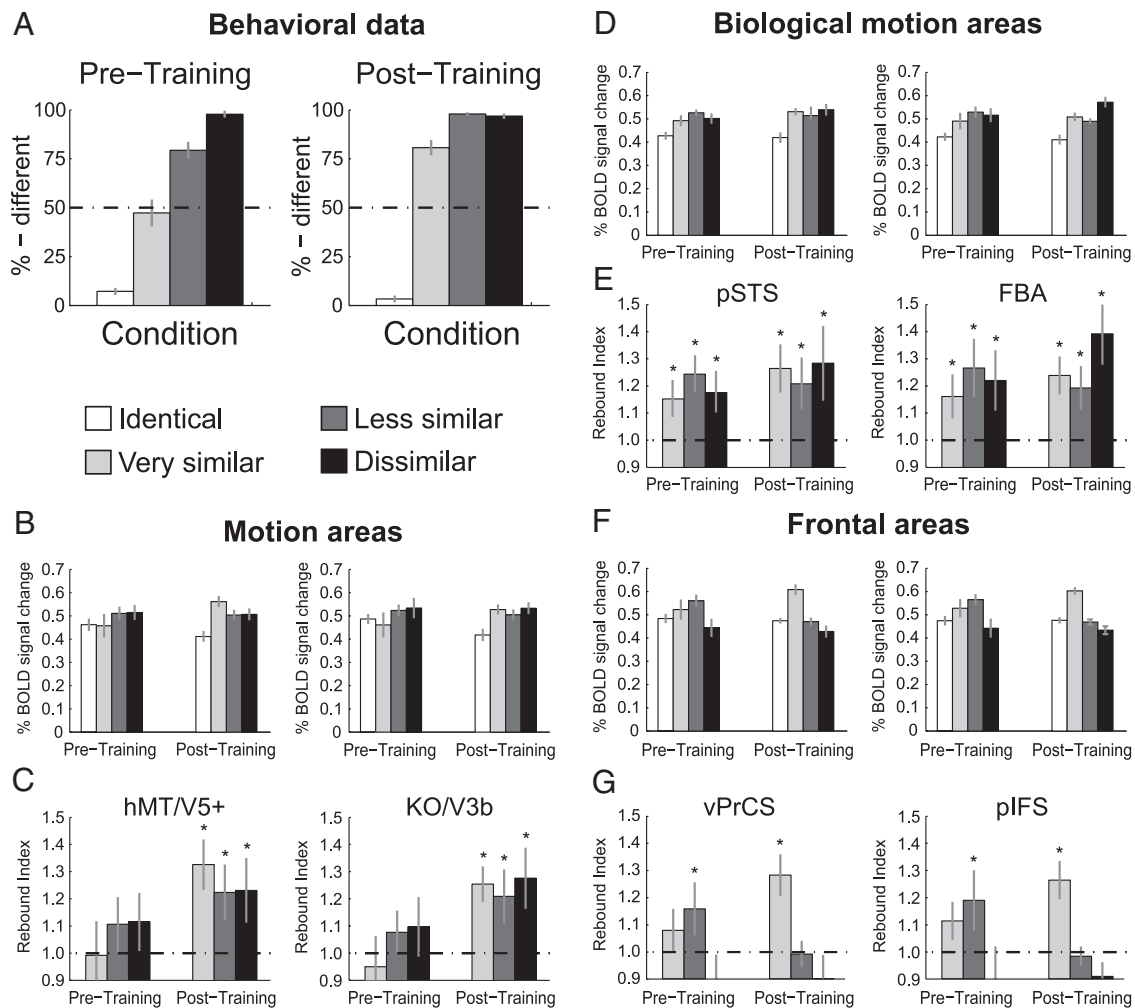 A
Behavioral data
Pre-Training
Post-Training
% - different
100
75
50
25
0
% - different
100
75
50
25
0
Condition
Condition
Identical
Very similar
Less similar
Dissimilar
B
Motion areas
% BOLD signal change
0.7
0.6
0.5
0.4
0.3
0.2
0.1
0
Pre-Training
Post-Training
% BOLD signal change
0.7
0.6
0.5
0.4
0.3
0.2
0.1
0
Pre-Training
Post-Training
C
hMT/V5+
Rebound Index
1.5
1.4
1.3
1.2
1.1
1.0
0.9
* * *
Pre-Training
Post-Training
KO/V3b
Rebound Index
1.5
1.4
1.3
1.2
1.1
1.0
0.9
* * *
Pre-Training
Post-Training
D
Biological motion areas
% BOLD signal change
0.7
0.6
0.5
0.4
0.3
0.2
0.1
0
Pre-Training
Post-Training
% BOLD signal change
0.7
0.6
0.5
0.4
0.3
0.2
0.1
0
Pre-Training
Post-Training
E
pSTS
Rebound Index
1.5
1.4
1.3
1.2
1.1
1.0
0.9
* * * * * *
Pre-Training
Post-Training
FBA
Rebound Index
1.5
1.4
1.3
1.2
1.1
1.0
0.9
* * * * * *
Pre-Training
Post-Training
F
Frontal areas
% BOLD signal change
0.7
0.6
0.5
0.4
0.3
0.2
0.1
0
Pre-Training
Post-Training
% BOLD signal change
0.7
0.6
0.5
0.4
0.3
0.2
0.1
0
Pre-Training
Post-Training
G
vPrCS
Rebound Index
1.5
1.4
1.3
1.2
1.1
1.0
0.9
* *
Pre-Training
Post-Training
pIFS
Rebound Index
1.5
1.4
1.3
1.2
1.1
1.0
0.9
* *
Pre-Training
Post-Training